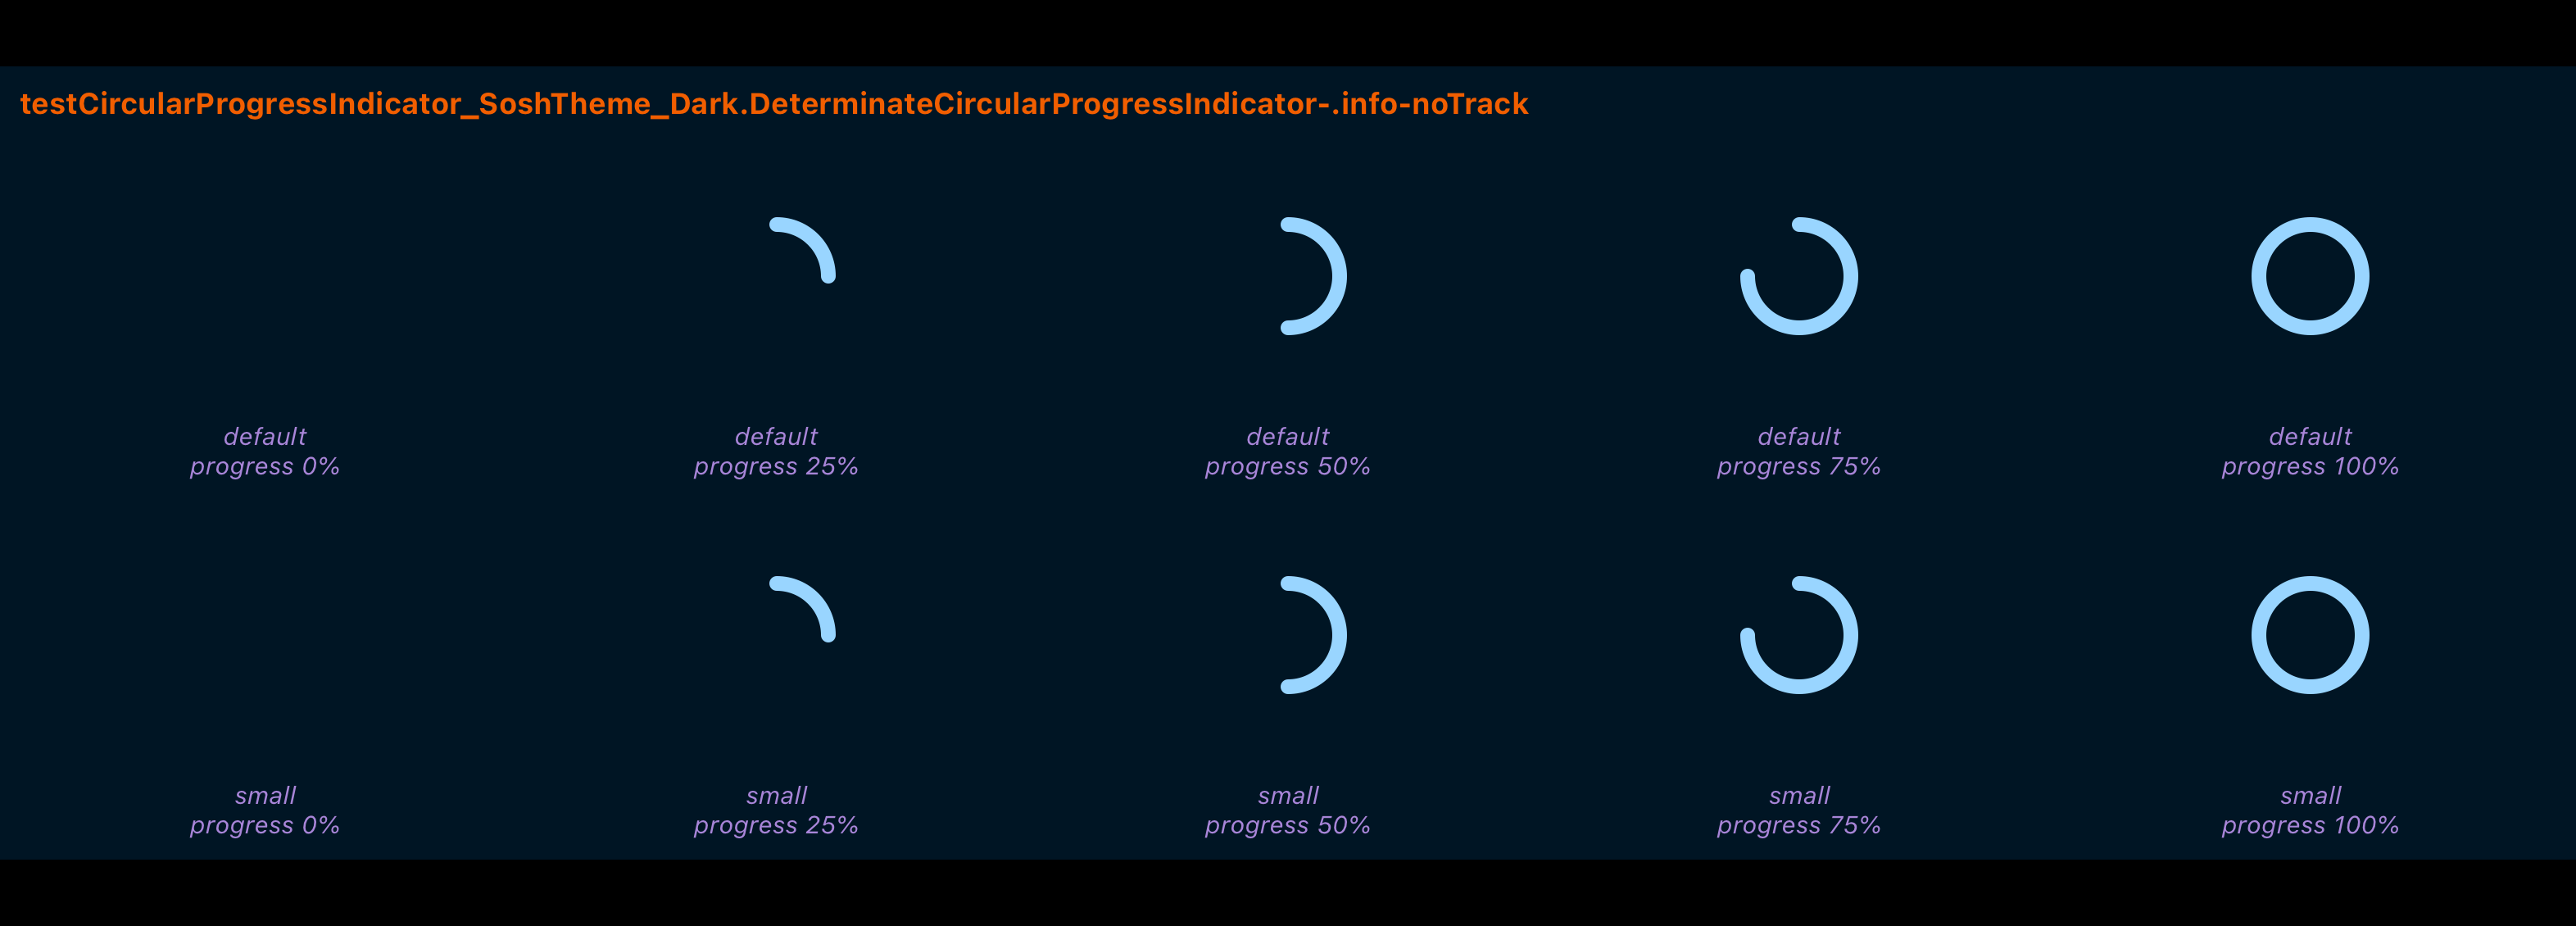 testCircularProgressIndicator_SoshTheme_Dark.DeterminateCircularProgressIndicator-.info-noTrack
default
progress 0%
default
progress 25%
default
progress 50%
default
progress 75%
default
progress 100%
small
progress 0%
small
progress 25%
small
progress 50%
small
progress 75%
small
progress 100%